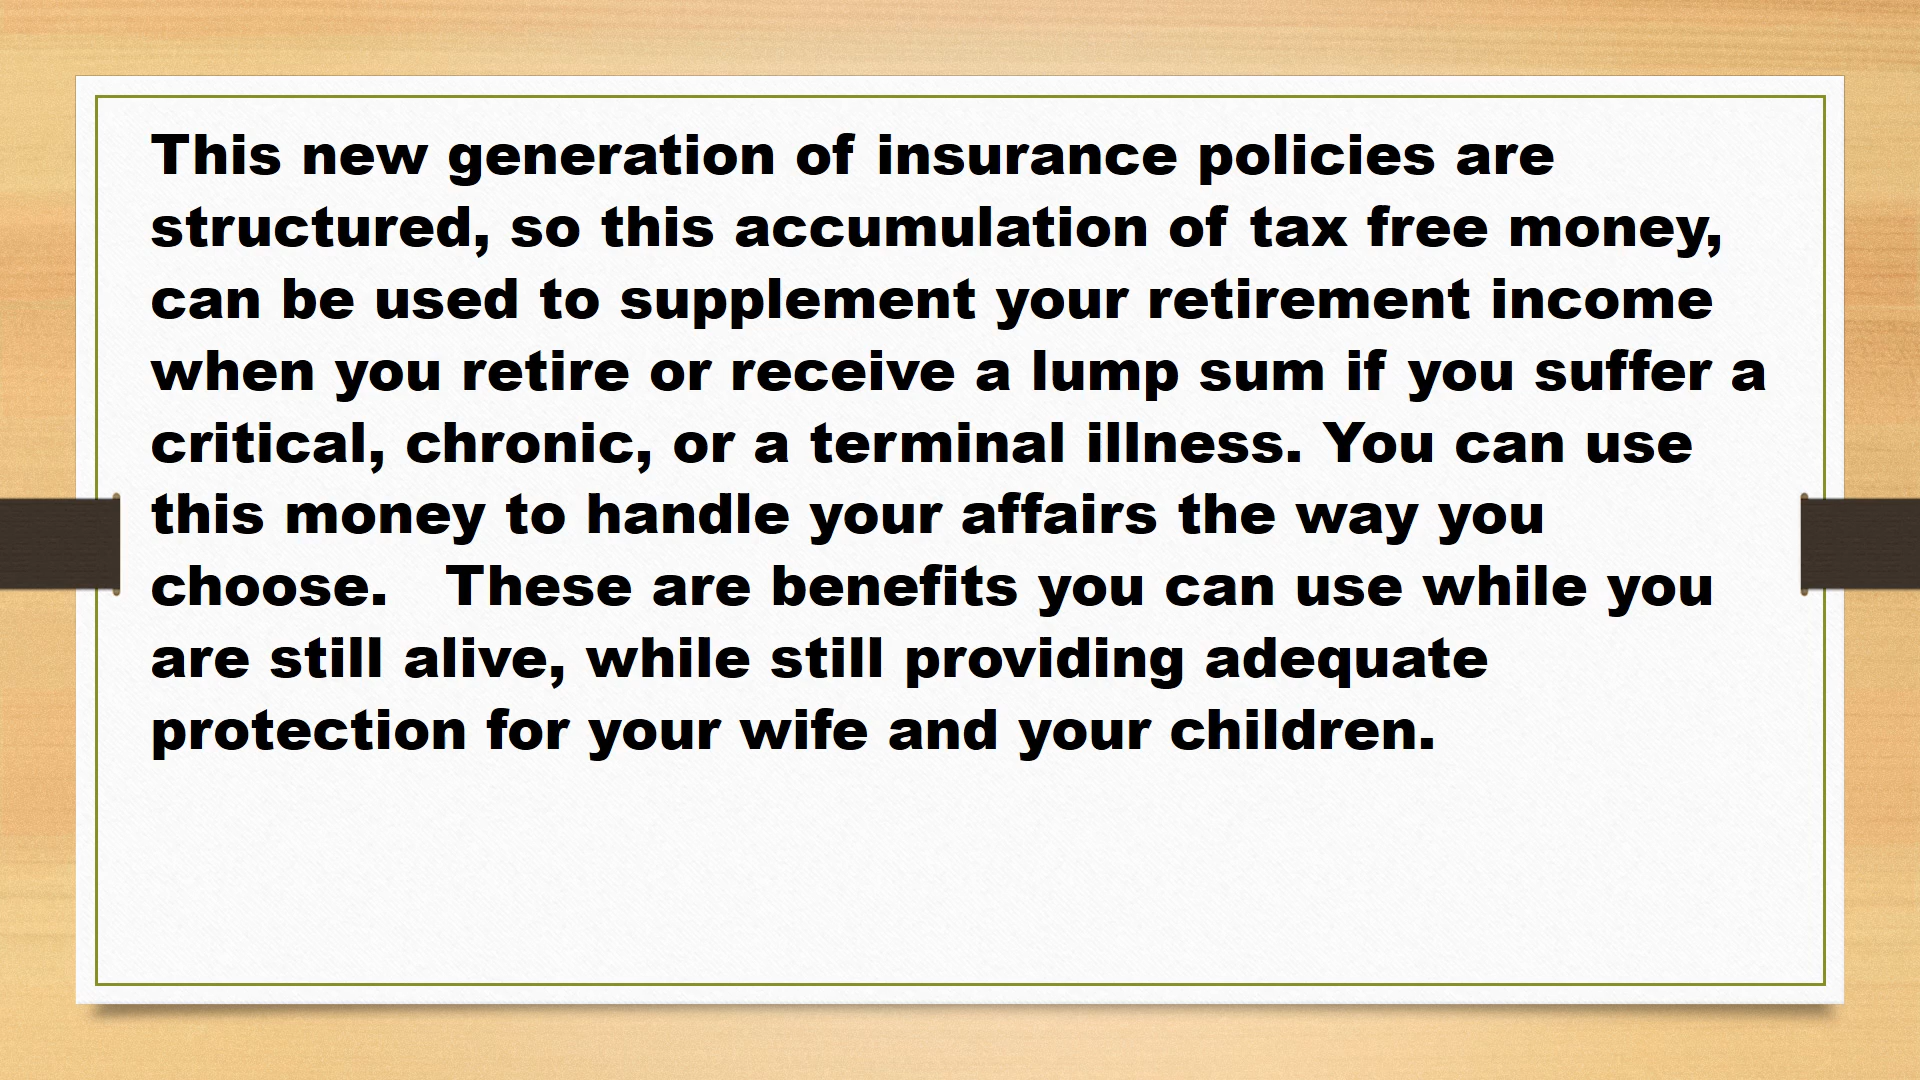 This new generation of insurance policies are
structured, so this accumulation of tax free money,
can be used to supplement your retirement income
when you retire or receive a lump sum if you suffer a
critical, chronic, or a terminal illness. You can use
this money to handle your affairs the way you
choose.   These are benefits you can use while you
are still alive, while still providing adequate
protection for your wife and your children.